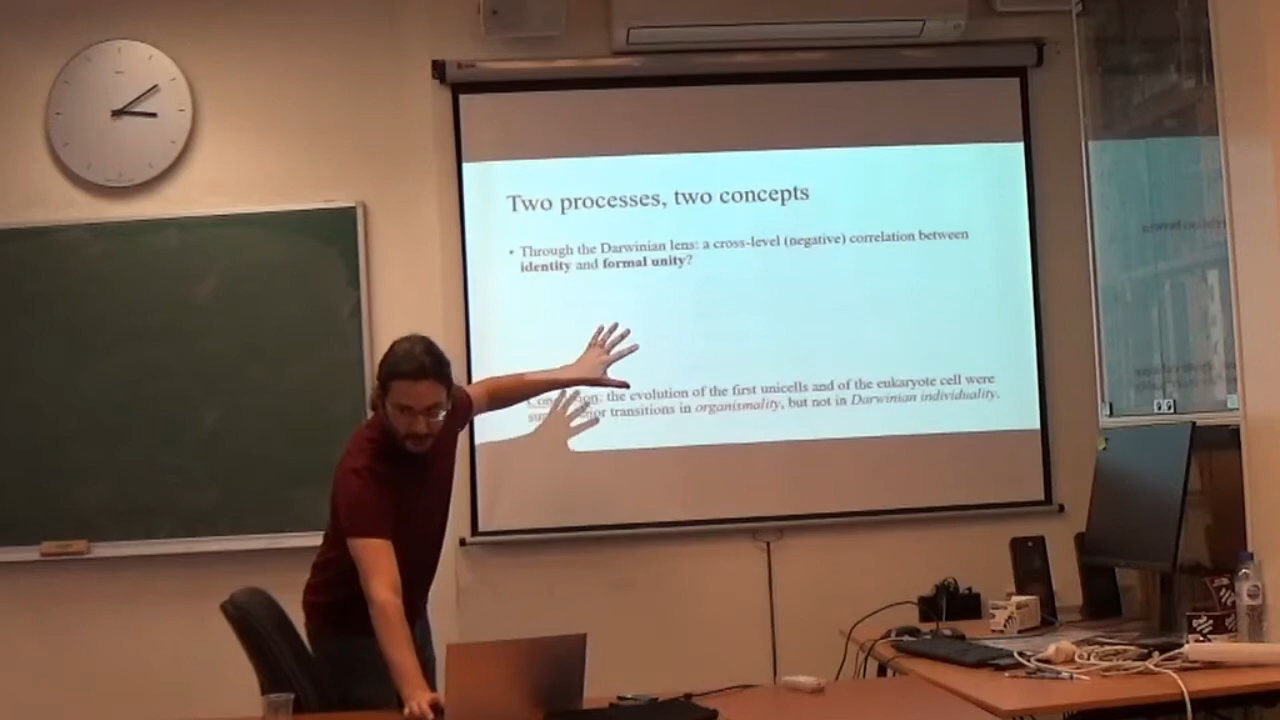 Two processes, two concepts
• Through the Darwinian lens: a cross-level (negative) correlation between
identity and formal unity?
the evolution of the first unicells and of the eukaryote cell were
transitions in organismality, but not in Darwinian individuality.